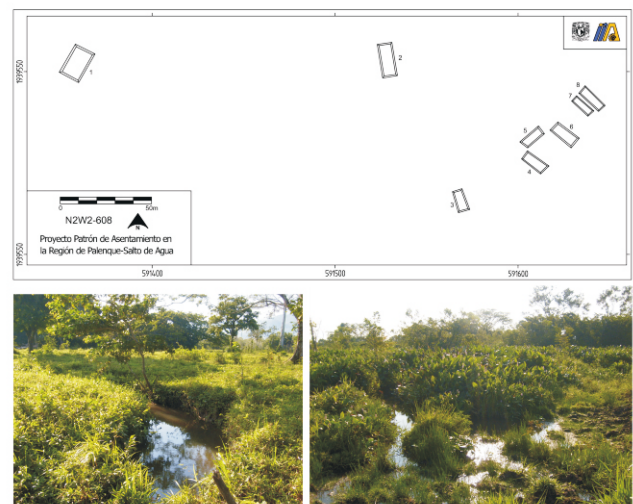 1
2
8
7
5
6
4
3
1939550
1939550
0 50m
N2W2-608
N
Proyecto Patrón de Asentamiento en
la Región de Palenque-Salto de Agua
591400
591500
591600